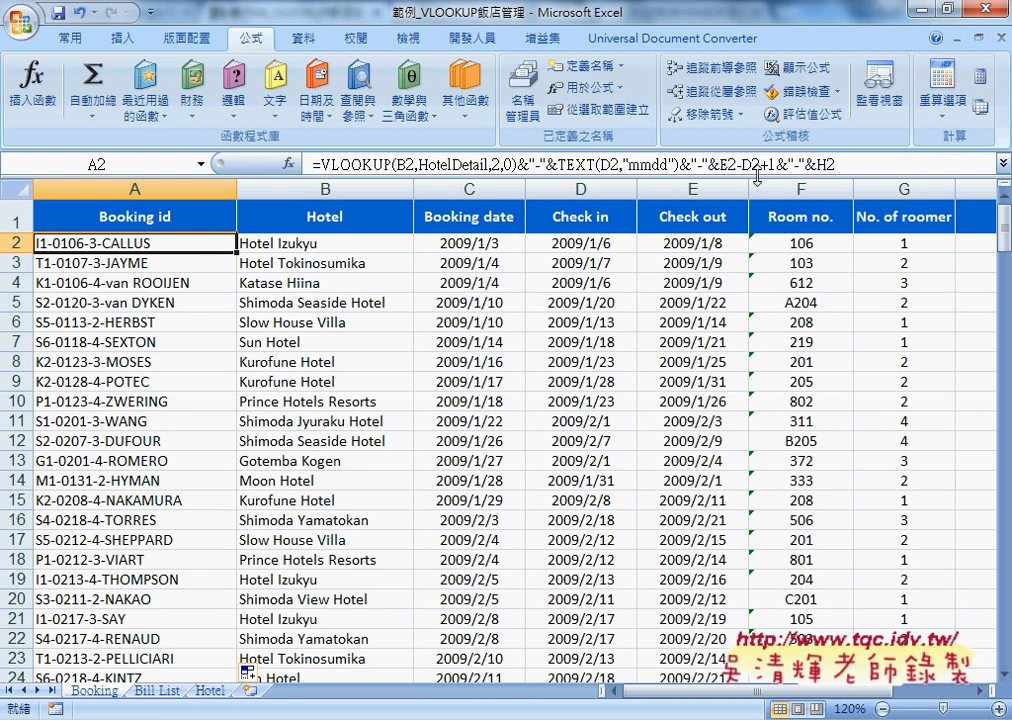 範例_VLOOKUP飯店管理 - Microsoft Excel
常用 插入 版面配置 公式 資料 校閱 檢視 開發人員 增益集 Universal Document Converter
插入函數 自動加總 最近用過的函數 財務 邏輯 文字 日期及時間 查閱與參照 數學與三角函數 其他函數
函數程式庫
名稱管理員 定義名稱 用於公式 從選取範圍建立
已定義之名稱
追蹤前導參照 追蹤從屬參照 移除箭號 顯示公式 錯誤檢查 評估值公式 監看視窗
公式稽核
重算選項
計算
A2 fx =VLOOKUP(B2,HotelDetail,2,0)&"-"&TEXT(D2,"mmdd")&"-"&E2-D2+1&"-"&H2
A B C D E F G
1 Booking id Hotel Booking date Check in Check out Room no. No. of roomer
2 I1-0106-3-CALLUS Hotel Izukyu 2009/1/3 2009/1/6 2009/1/8 106 1
3 T1-0107-3-JAYME Hotel Tokinosumika 2009/1/4 2009/1/7 2009/1/9 103 2
4 K1-0106-4-van ROOIJEN Katase Hiina 2009/1/4 2009/1/6 2009/1/9 612 3
5 S2-0120-3-van DYKEN Shimoda Seaside Hotel 2009/1/10 2009/1/20 2009/1/22 A204 2
6 S5-0113-2-HERBST Slow House Villa 2009/1/10 2009/1/13 2009/1/14 208 1
7 S6-0118-4-SEXTON Sun Hotel 2009/1/14 2009/1/18 2009/1/21 219 1
8 K2-0123-3-MOSES Kurofune Hotel 2009/1/16 2009/1/23 2009/1/25 201 2
9 K2-0128-4-POTEC Kurofune Hotel 2009/1/17 2009/1/28 2009/1/31 205 2
10 P1-0123-4-ZWERING Prince Hotels Resorts 2009/1/18 2009/1/23 2009/1/26 802 2
11 S1-0201-3-WANG Shimoda Jyuraku Hotel 2009/1/22 2009/2/1 2009/2/3 311 4
12 S2-0207-3-DUFOUR Shimoda Seaside Hotel 2009/1/26 2009/2/7 2009/2/9 B205 4
13 G1-0201-4-ROMERO Gotemba Kogen 2009/1/27 2009/2/1 2009/2/4 372 3
14 M1-0131-2-HYMAN Moon Hotel 2009/1/28 2009/1/31 2009/2/1 333 2
15 K2-0208-4-NAKAMURA Kurofune Hotel 2009/1/29 2009/2/8 2009/2/11 208 1
16 S4-0218-4-TORRES Shimoda Yamatokan 2009/2/3 2009/2/18 2009/2/21 506 3
17 S5-0212-4-SHEPPARD Slow House Villa 2009/2/4 2009/2/12 2009/2/15 201 2
18 P1-0212-3-VIART Prince Hotels Resorts 2009/2/4 2009/2/12 2009/2/14 801 1
19 I1-0213-4-THOMPSON Hotel Izukyu 2009/2/5 2009/2/13 2009/2/16 204 2
20 S3-0211-2-NAKAO Shimoda View Hotel 2009/2/5 2009/2/11 2009/2/12 C201 1
21 I1-0217-3-SAY Hotel Izukyu 2009/2/8 2009/2/17 2009/2/19 105 1
22 S4-0217-4-RENAUD Shimoda Yamatokan 2009/2/8 2009/2/17 2009/2/20
http://www.tqc.idv.tw/
23 T1-0213-2-PELLICIARI Hotel Tokinosumika 2009/2/10 2009/2/13 2009/2/14
吳清輝老師錄製
24 S6-0218-4-KINTZ Hotel 2009/2/11 2009/2/18
Booking Bill List Hotel
就緒 120%